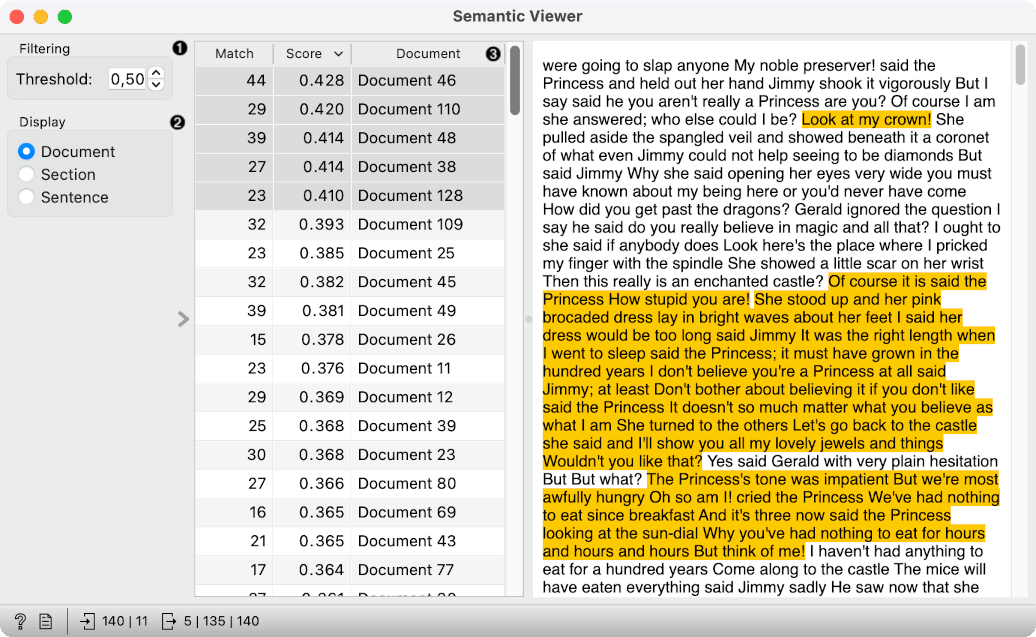 Semantic Viewer
Filtering
1
Threshold: 0,50
Display
2
Document
Section
Sentence
Match Score Document 3
44 0.428 Document 46
29 0.420 Document 110
39 0.414 Document 48
27 0.414 Document 38
23 0.410 Document 128
32 0.393 Document 109
23 0.385 Document 25
32 0.382 Document 45
39 0.381 Document 49
15 0.378 Document 26
23 0.376 Document 11
29 0.369 Document 12
25 0.368 Document 39
30 0.368 Document 23
27 0.366 Document 80
16 0.365 Document 69
21 0.365 Document 43
17 0.364 Document 77
were going to slap anyone My noble preserver! said the
Princess and held out her hand Jimmy shook it vigorously But I
say said he you aren't really a Princess are you? Of course I am
she answered; who else could I be? Look at my crown! She
pulled aside the spangled veil and showed beneath it a coronet
of what even Jimmy could not help seeing to be diamonds But
said Jimmy Why she said opening her eyes very wide you must
have known about my being here or you'd never have come
How did you get past the dragons? Gerald ignored the question I
say he said do you really believe in magic and all that? I ought to
she said if anybody does Look here's the place where I pricked
my finger with the spindle She showed a little scar on her wrist
Then this really is an enchanted castle? Of course it is said the
Princess How stupid you are! She stood up and her pink
brocaded dress lay in bright waves about her feet I said her
dress would be too long said Jimmy It was the right length when
I went to sleep said the Princess; it must have grown in the
hundred years I don't believe you're a Princess at all said
Jimmy; at least Don't bother about believing it if you don't like
said the Princess It doesn't so much matter what you believe as
what I am She turned to the others Let's go back to the castle
she said and I'll show you all my lovely jewels and things
Wouldn't you like that? Yes said Gerald with very plain hesitation
But But what? The Princess's tone was impatient But we're most
awfully hungry Oh so am I! cried the Princess We've had nothing
to eat since breakfast And it's three now said the Princess
looking at the sun-dial Why you've had nothing to eat for hours
and hours and hours But think of me! I haven't had anything to
eat for a hundred years Come along to the castle The mice will
have eaten everything said Jimmy sadly He saw now that she
? 140 | 11 5 | 135 | 140